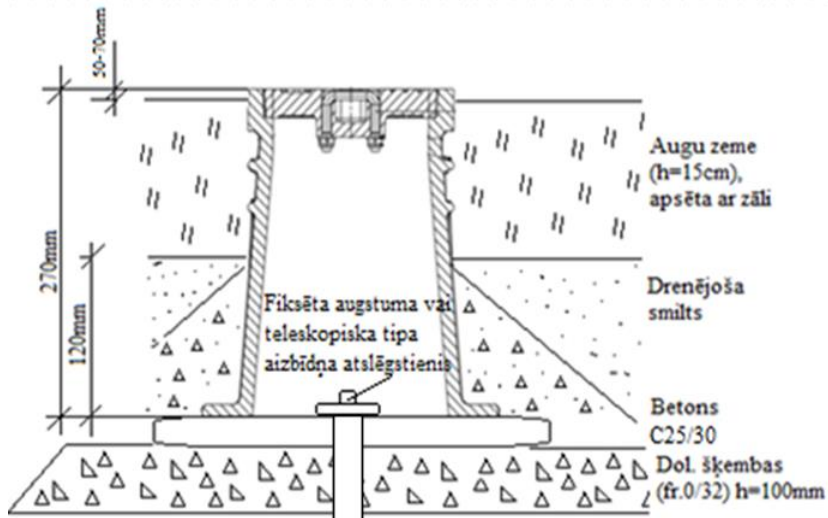 50-70mm
270mm
120mm
Augu zeme
(h=15cm),
apsēta ar zāli
Drenējoša
smilts
Fiksēta augstuma vai
teleskopiska tipa
aizbīdņa atslēgstienis
Betons
C25/30
Dol. šķembas
(fr.0/32) h=100mm